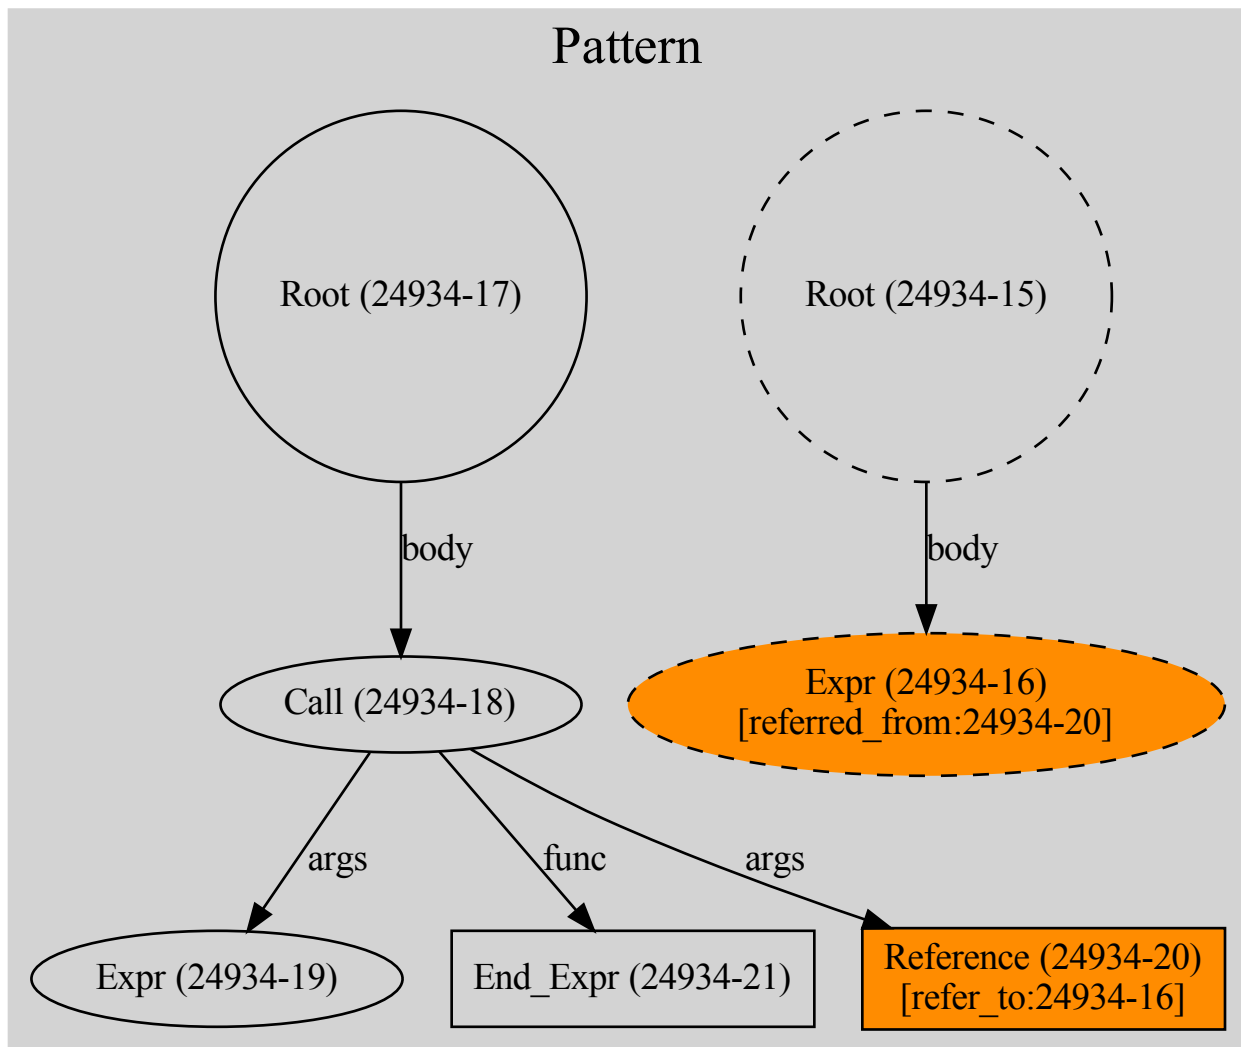 Pattern
Root (24934-17)
Root (24934-15)
body
body
Call (24934-18)
Expr (24934-16)
[referred_from:24934-20]
args
func
args
Expr (24934-19)
End_Expr (24934-21)
Reference (24934-20)
[refer_to:24934-16]